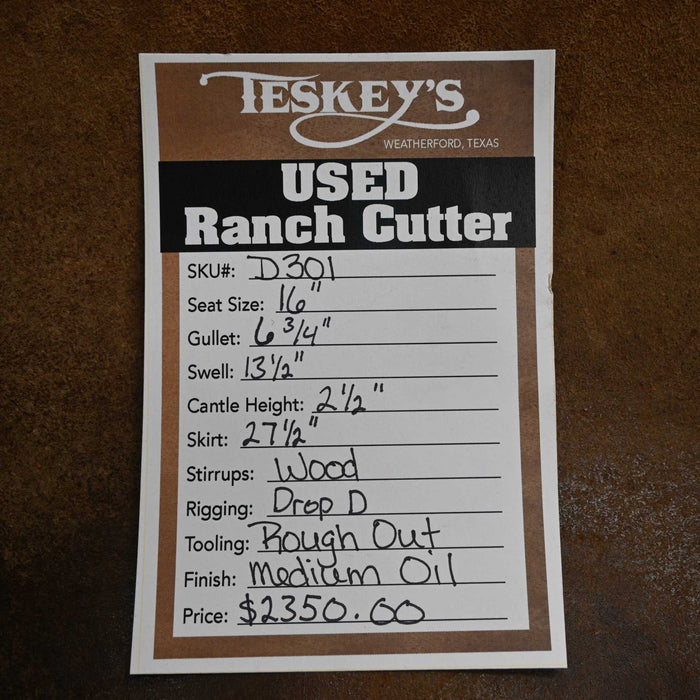 TESKEY'S
WEATHERFORD, TEXAS
USED
Ranch Cutter
SKU#: D301
Seat Size: 16"
Gullet: 6 3/4"
Swell: 13 1/2"
Cantle Height: 2 1/2"
Skirt: 27 1/2"
Stirrups: Wood
Rigging: Drop D
Tooling: Rough Out
Finish: Medium Oil
Price: $2350.00